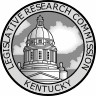 LEGISLATIVE RESEARCH COMMISSION
KENTUCKY